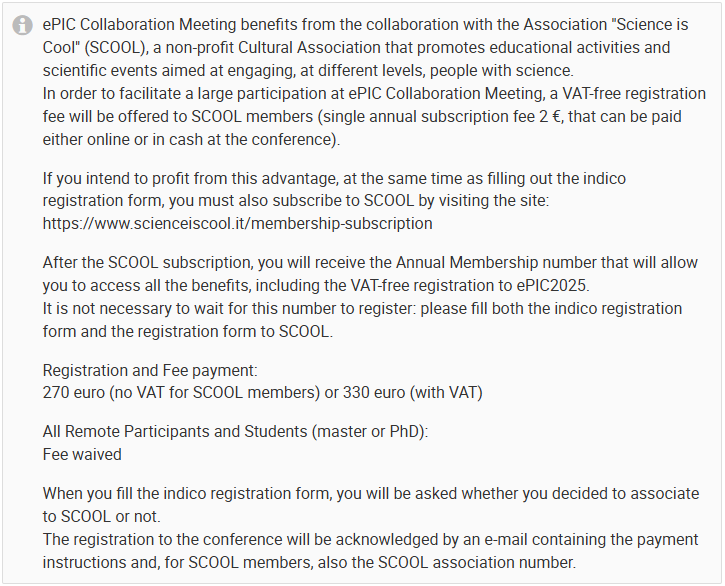 ePIC Collaboration Meeting benefits from the collaboration with the Association "Science is
Cool" (SCOOL), a non-profit Cultural Association that promotes educational activities and
scientific events aimed at engaging, at different levels, people with science.
In order to facilitate a large participation at ePIC Collaboration Meeting, a VAT-free registration
fee will be offered to SCOOL members (single annual subscription fee 2 €, that can be paid
either online or in cash at the conference).
If you intend to profit from this advantage, at the same time as filling out the indico
registration form, you must also subscribe to SCOOL by visiting the site:
https://www.scienceiscool.it/membership-subscription
After the SCOOL subscription, you will receive the Annual Membership number that will allow
you to access all the benefits, including the VAT-free registration to ePIC2025.
It is not necessary to wait for this number to register: please fill both the indico registration
form and the registration form to SCOOL.
Registration and Fee payment:
270 euro (no VAT for SCOOL members) or 330 euro (with VAT)
All Remote Participants and Students (master or PhD):
Fee waived
When you fill the indico registration form, you will be asked whether you decided to associate
to SCOOL or not.
The registration to the conference will be acknowledged by an e-mail containing the payment
instructions and, for SCOOL members, also the SCOOL association number.